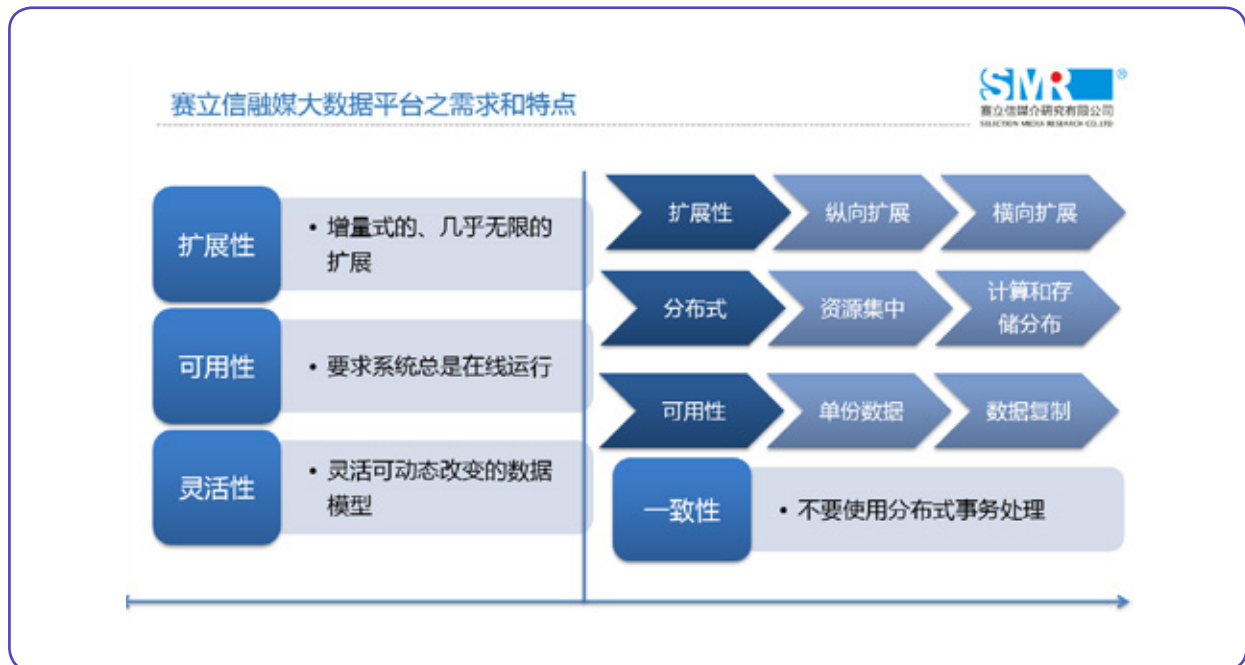 赛立信融媒大数据平台之需求和特点
SMR®
赛立信媒介研究有限公司
SELECTION MEDIA RESEARCH CO.,LTD
扩展性
• 增量式的、几乎无限的
扩展
可用性
• 要求系统总是在线运行
灵活性
• 灵活可动态改变的数据
模型
扩展性
纵向扩展
横向扩展
分布式
资源集中
计算和存
储分布
可用性
单份数据
数据复制
一致性
• 不要使用分布式事务处理